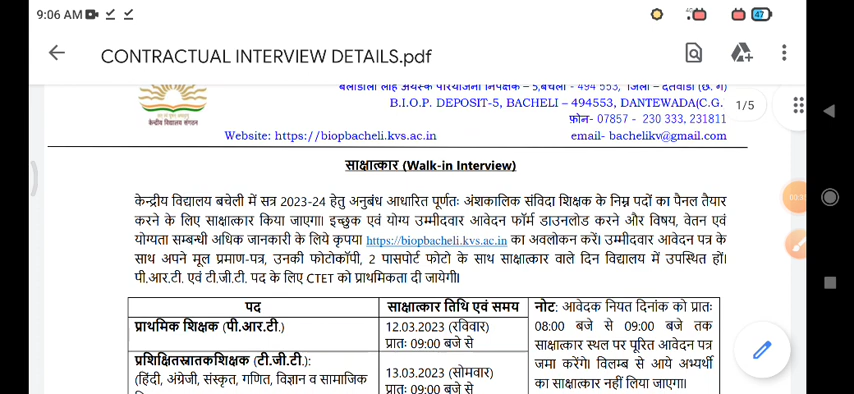 9:06 AM
47
CONTRACTUAL INTERVIEW DETAILS.pdf
B.I.O.P. DEPOSIT-5, BACHELI – 494553, DANTEWADA(C.G.
1/5
केन्द्रीय विद्यालय संगठन
फ़ोन- 07857 - 230 333, 231811
Website: https://biopbacheli.kvs.ac.in
email- bachelikv@gmail.com
साक्षात्कार (Walk-in Interview)
केन्द्रीय विद्यालय बचेली में सत्र 2023-24 हेतु अनुबंध आधारित पूर्णतः अंशकालिक संविदा शिक्षक के निम्न पदों का पैनल तैयार
करने के लिए साक्षात्कार किया जाएगा। इच्छुक एवं योग्य उम्मीदवार आवेदन फॉर्म डाउनलोड करने और विषय, वेतन एवं
योग्यता सम्बन्धी अधिक जानकारी के लिये कृपया https://biopbacheli.kvs.ac.in का अवलोकन करें। उम्मीदवार आवेदन पत्र के
साथ अपने मूल प्रमाण-पत्र, उनकी फोटोकॉपी, 2 पासपोर्ट फोटो के साथ साक्षात्कार वाले दिन विद्यालय में उपस्थित हों।
पी.आर.टी. एवं टी.जी.टी. पद के लिए CTET को प्राथमिकता दी जायेगी।
पद
साक्षात्कार तिथि एवं समय
प्राथमिक शिक्षक (पी.आर.टी.)
12.03.2023 (रविवार)
प्रातः 09:00 बजे से
प्रशिक्षितस्नातकशिक्षक (टी.जी.टी.):
(हिंदी, अंग्रेजी, संस्कृत, गणित, विज्ञान व सामाजिक
13.03.2023 (सोमवार)
प्रातः 09:00 बजे से
नोट: आवेदक नियत दिनांक को प्रातः
08:00 बजे से 09:00 बजे तक
साक्षात्कार स्थल पर पूरित आवेदन पत्र
जमा करेंगे। विलम्ब से आये अभ्यर्थी
का साक्षात्कार नहीं लिया जाएगा।